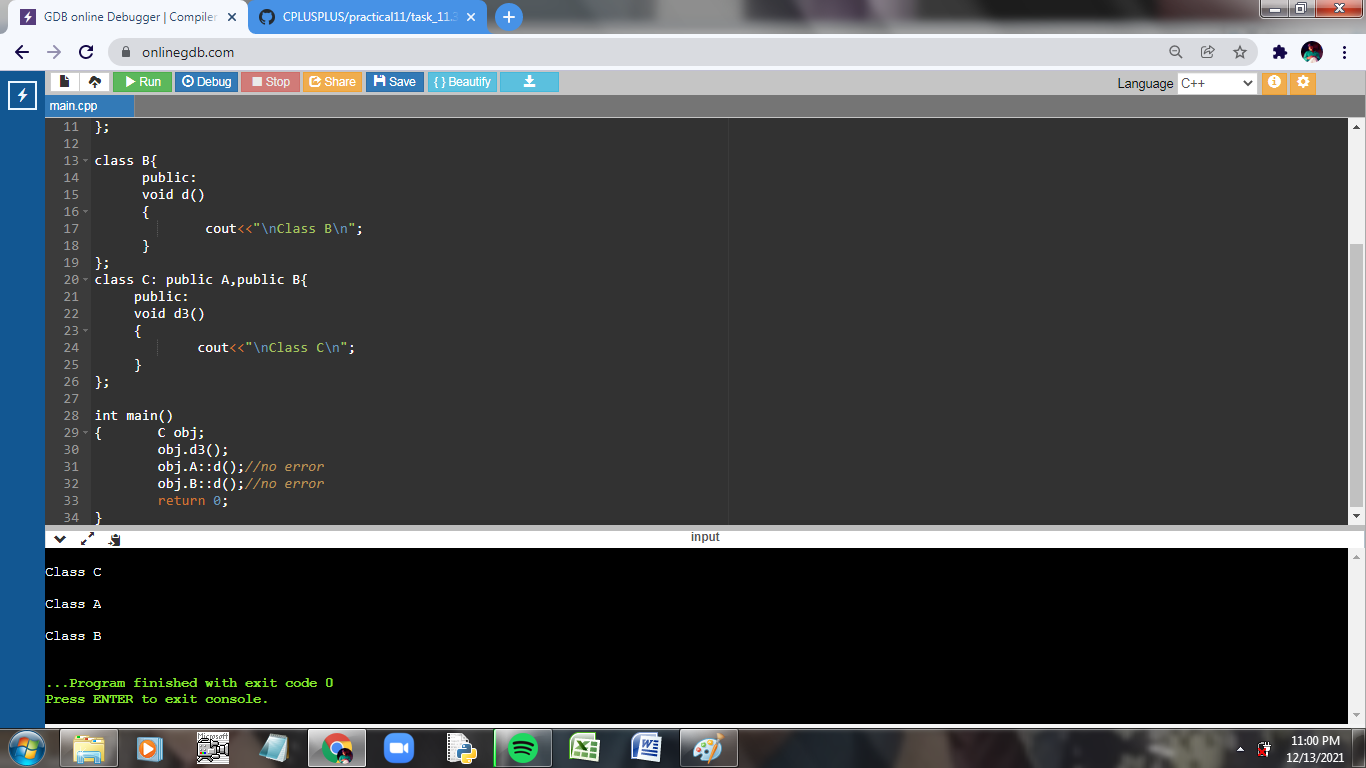 GDB online Debugger | Compiler
CPLUSPLUS/practical11/task_11.3
onlinegdb.com
Run Debug Stop Share Save { } Beautify
Language C++
main.cpp
11 };
12
13 class B{
14 public:
15 void d()
16 {
17 cout<<"\nClass B\n";
18 }
19 };
20 class C: public A,public B{
21 public:
22 void d3()
23 {
24 cout<<"\nClass C\n";
25 }
26 };
27
28 int main()
29 { C obj;
30 obj.d3();
31 obj.A::d();//no error
32 obj.B::d();//no error
33 return 0;
34 }
input
Class C
Class A
Class B
...Program finished with exit code 0
Press ENTER to exit console.
Microsoft
11:00 PM
12/13/2021